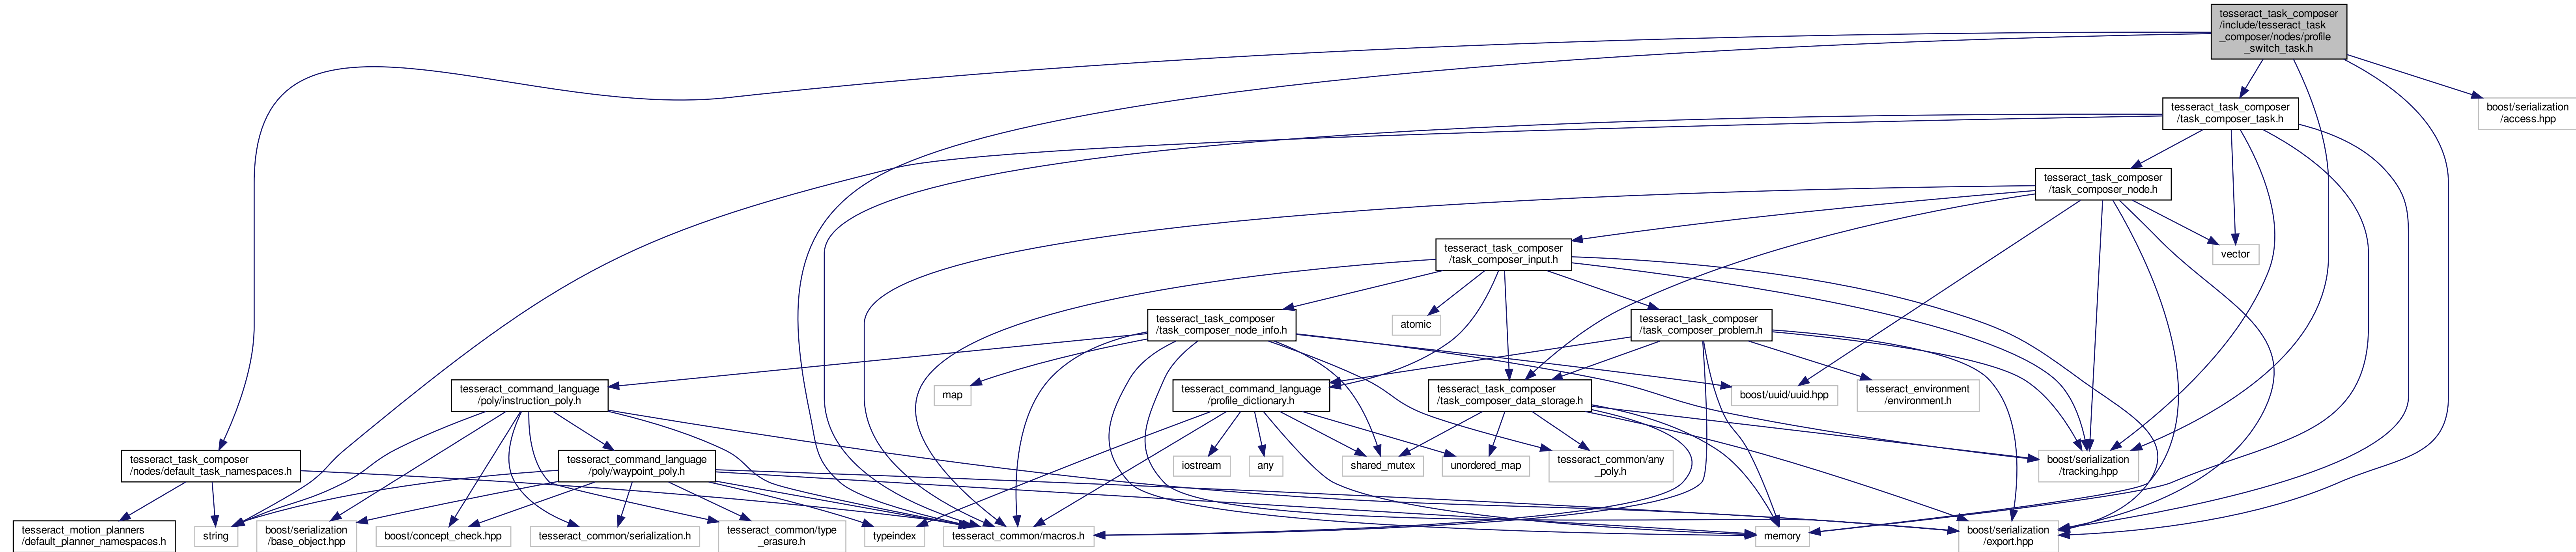 tesseract_task_composer
/include/tesseract_task
_composer/nodes/profile
_switch_task.h
tesseract_task_composer
/task_composer_task.h
boost/serialization
/access.hpp
tesseract_task_composer
/task_composer_node.h
tesseract_task_composer
/task_composer_input.h
vector
tesseract_task_composer
/task_composer_node_info.h
atomic
tesseract_task_composer
/task_composer_problem.h
tesseract_command_language
/poly/instruction_poly.h
map
tesseract_command_language
/profile_dictionary.h
tesseract_task_composer
/task_composer_data_storage.h
boost/uuid/uuid.hpp
tesseract_environment
/environment.h
tesseract_task_composer
/nodes/default_task_namespaces.h
tesseract_command_language
/poly/waypoint_poly.h
iostream
any
shared_mutex
unordered_map
tesseract_common/any
_poly.h
boost/serialization
/tracking.hpp
tesseract_motion_planners
/default_planner_namespaces.h
string
boost/serialization
/base_object.hpp
boost/concept_check.hpp
tesseract_common/serialization.h
tesseract_common/type
_erasure.h
typeindex
tesseract_common/macros.h
memory
boost/serialization
/export.hpp